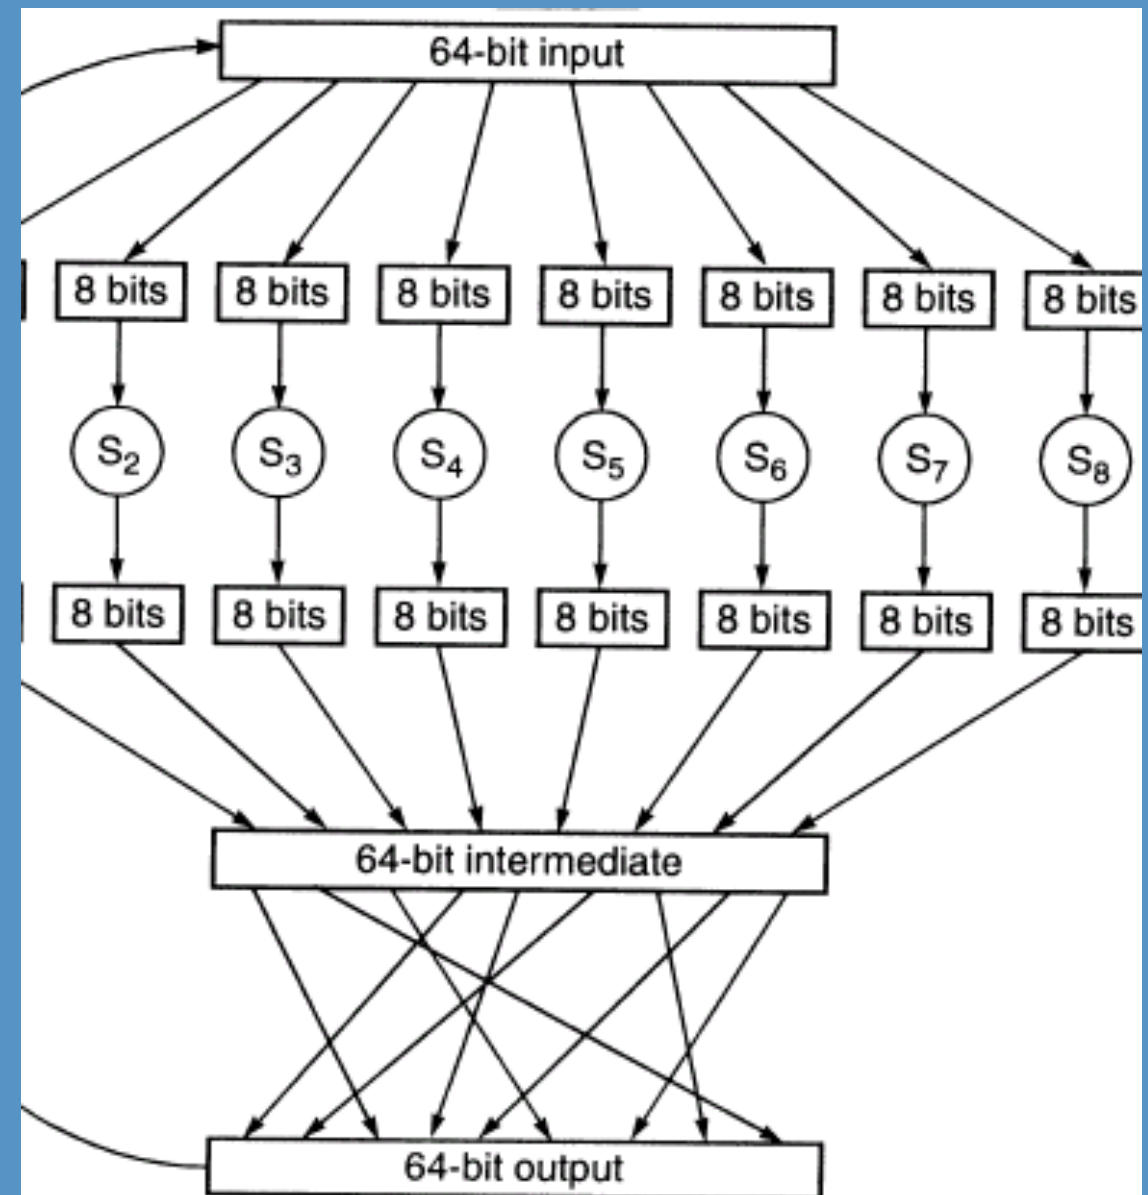 64-bit input
8 bits 8 bits 8 bits 8 bits 8 bits 8 bits 8 bits
S2 S3 S4 S5 S6 S7 S8
8 bits 8 bits 8 bits 8 bits 8 bits 8 bits 8 bits
64-bit intermediate
64-bit output